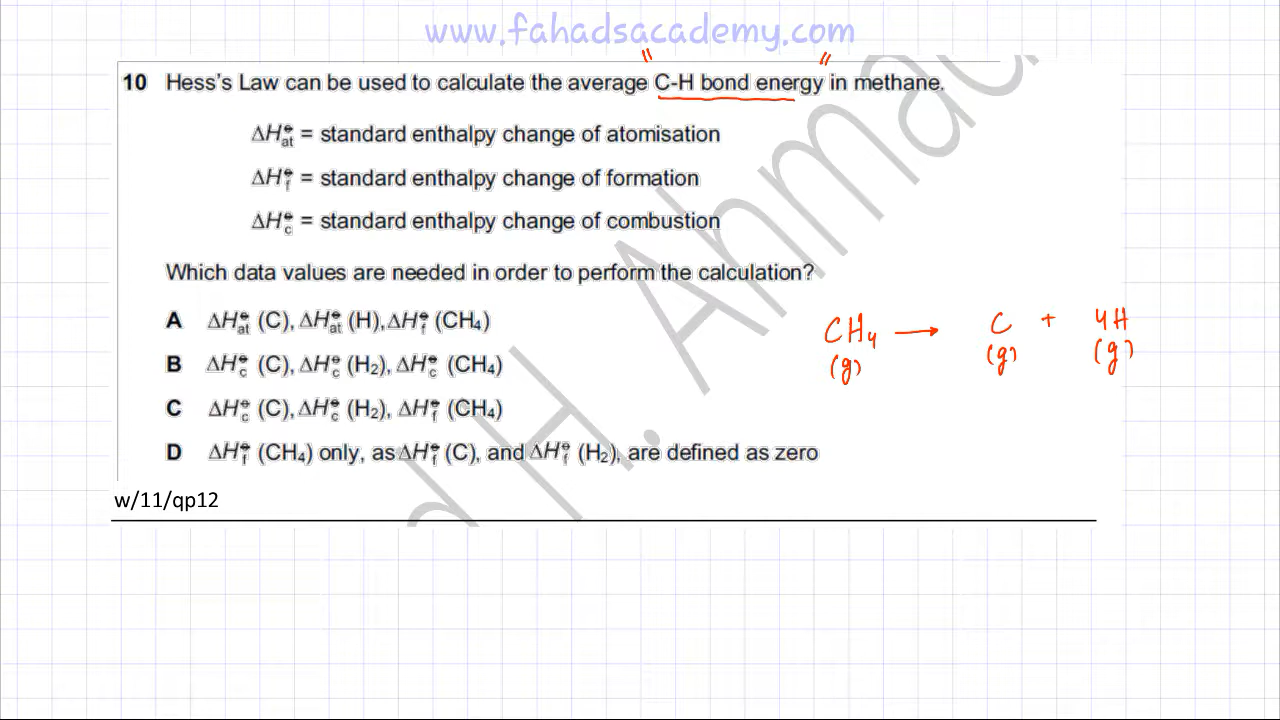 www.fahadsacademy.com
10 Hess's Law can be used to calculate the average "C-H bond energy" in methane.
ΔH⦵at = standard enthalpy change of atomisation
ΔH⦵f = standard enthalpy change of formation
ΔH⦵c = standard enthalpy change of combustion
Which data values are needed in order to perform the calculation?
A ΔH⦵at (C), ΔH⦵at (H), ΔH⦵f (CH₄)
B ΔH⦵c (C), ΔH⦵c (H₂), ΔH⦵c (CH₄)
C ΔH⦵c (C), ΔH⦵c (H₂), ΔH⦵f (CH₄)
D ΔH⦵f (CH₄) only, as ΔH⦵f (C), and ΔH⦵f (H₂), are defined as zero
CH₄ → C + 4H
(g) (g) (g)
w/11/qp12
H. Ahmad